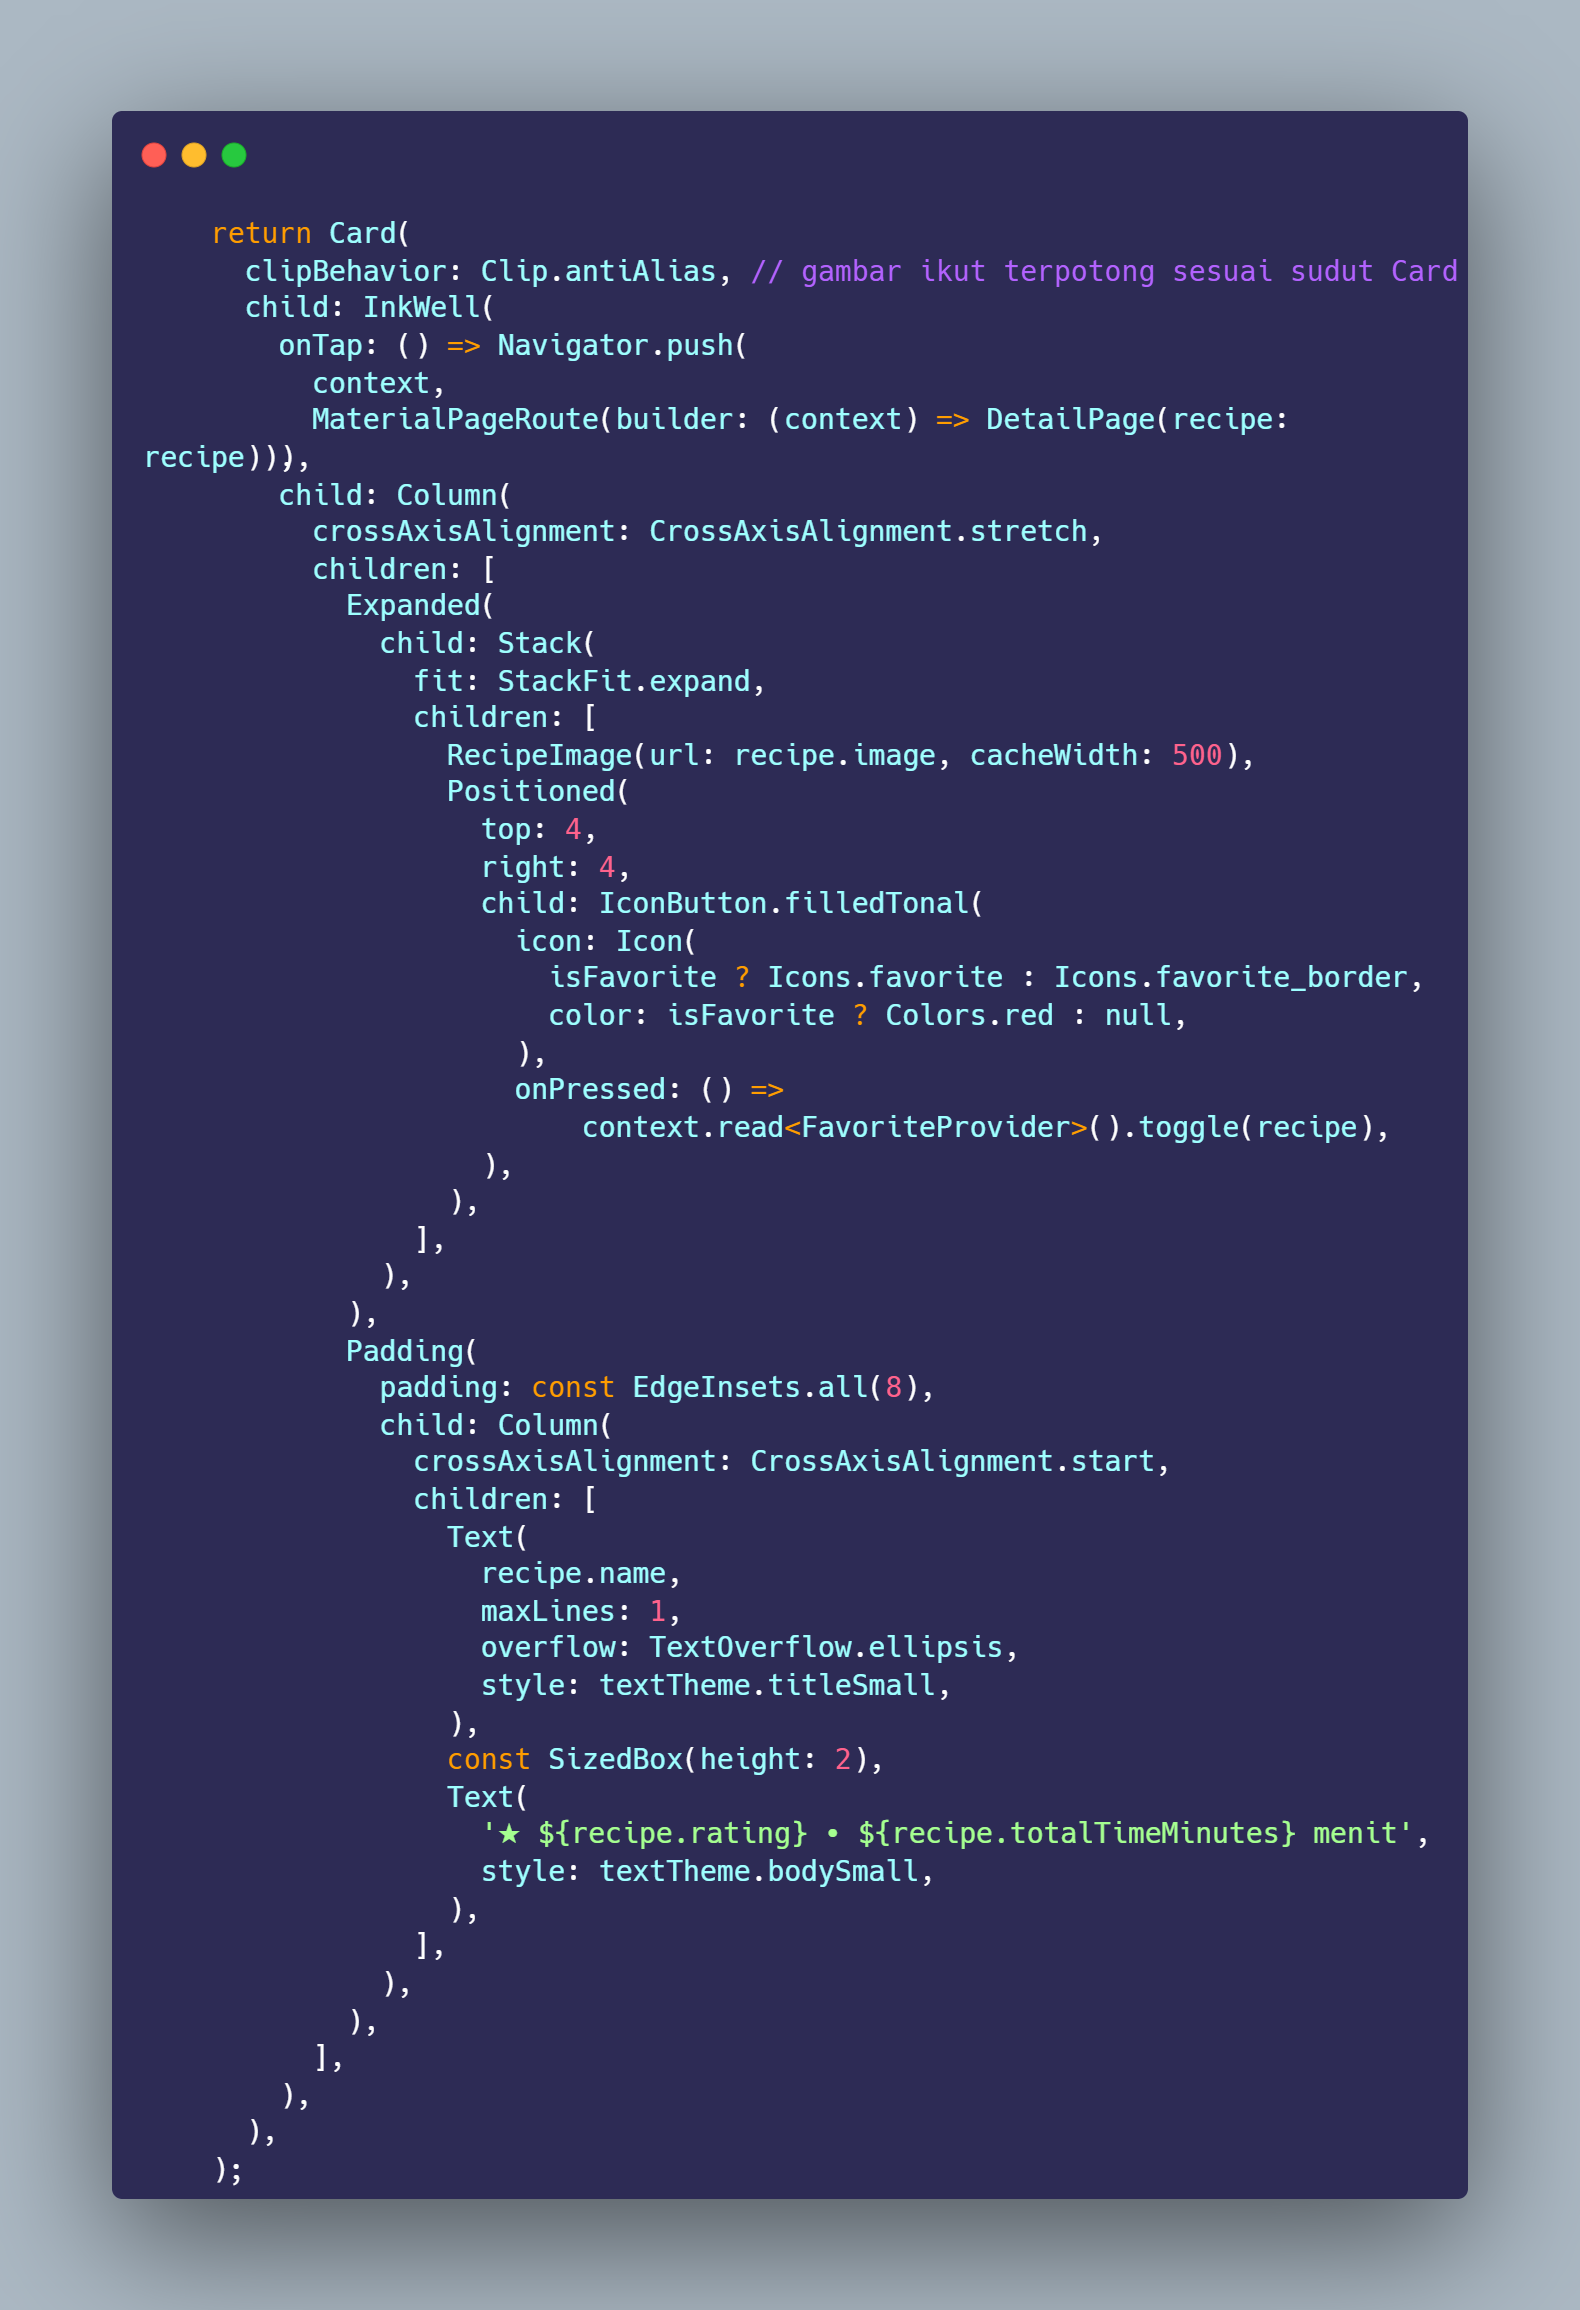 return Card(
clipBehavior: Clip.antiAlias, // gambar ikut terpotong sesuai sudut Card
child: InkWell(
onTap: () => Navigator.push(
context,
MaterialPageRoute(builder: (context) => DetailPage(recipe:
recipe)),),
child: Column(
crossAxisAlignment: CrossAxisAlignment.stretch,
children: [
Expanded(
child: Stack(
fit: StackFit.expand,
children: [
RecipeImage(url: recipe.image, cacheWidth: 500),
Positioned(
top: 4,
right: 4,
child: IconButton.filledTonal(
icon: Icon(
isFavorite ? Icons.favorite : Icons.favorite_border,
color: isFavorite ? Colors.red : null,
),
onPressed: () =>
context.read<FavoriteProvider>().toggle(recipe),
),
),
],
),
),
Padding(
padding: const EdgeInsets.all(8),
child: Column(
crossAxisAlignment: CrossAxisAlignment.start,
children: [
Text(
recipe.name,
maxLines: 1,
overflow: TextOverflow.ellipsis,
style: textTheme.titleSmall,
),
const SizedBox(height: 2),
Text(
'★ ${recipe.rating} • ${recipe.totalTimeMinutes} menit',
style: textTheme.bodySmall,
),
],
),
),
],
),
),
);